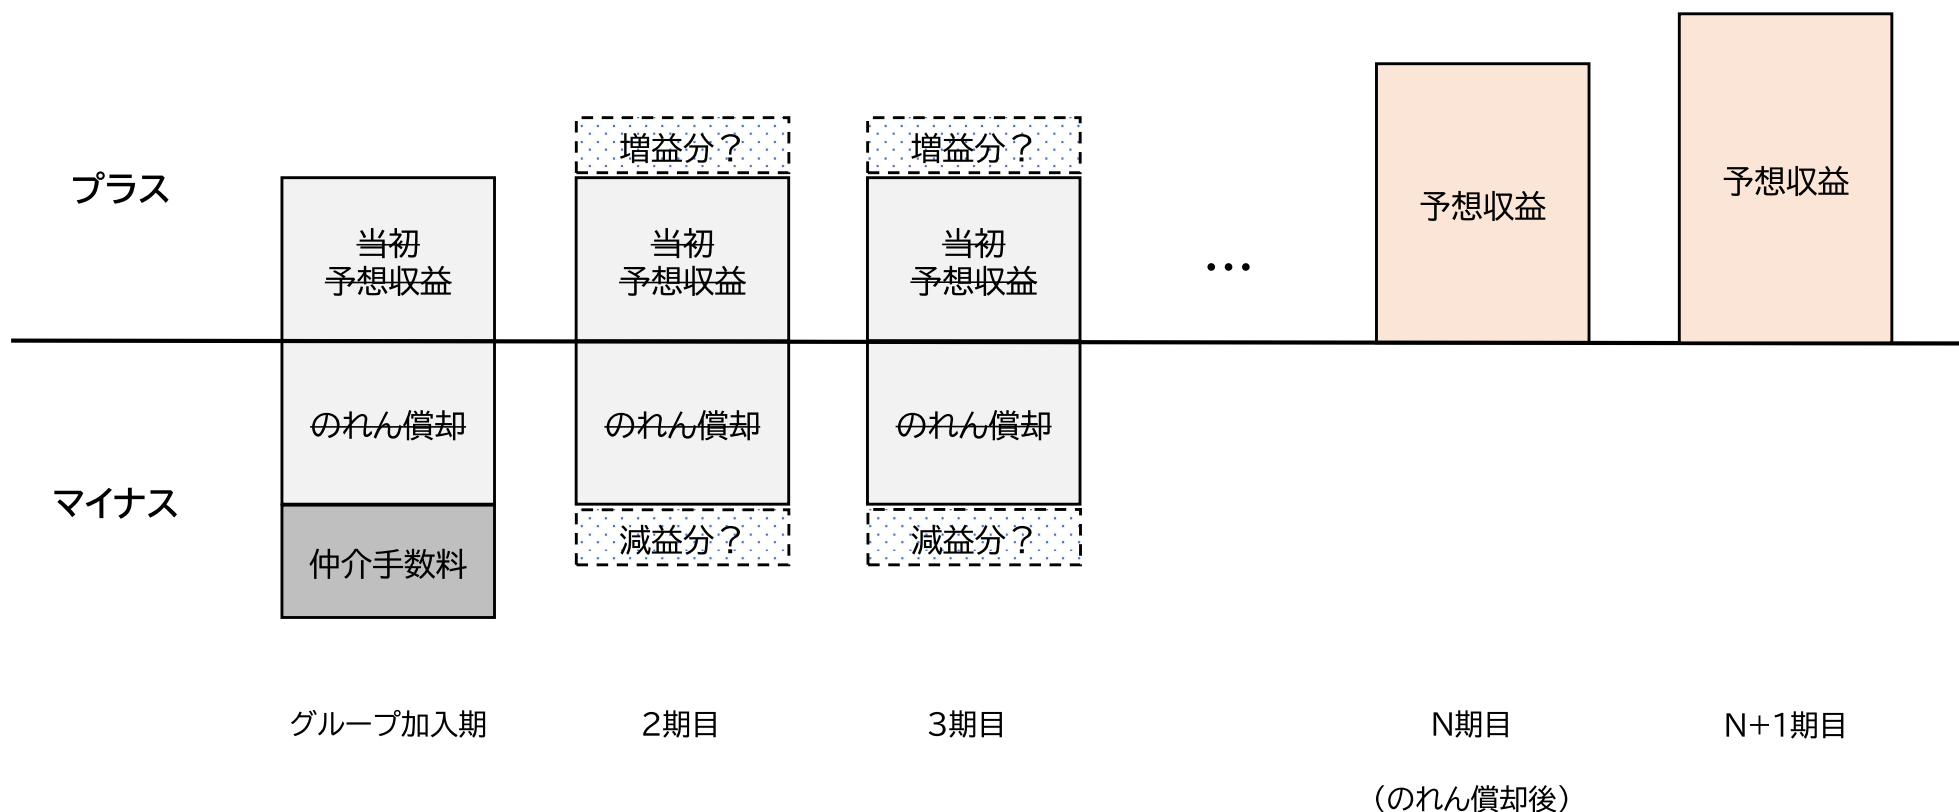 プラス
マイナス
当初
予想収益
のれん償却
仲介手数料
グループ加入期
増益分？
当初
予想収益
のれん償却
減益分？
2期目
増益分？
当初
予想収益
のれん償却
減益分？
3期目
…
予想収益
N期目
（のれん償却後）
予想収益
N+1期目